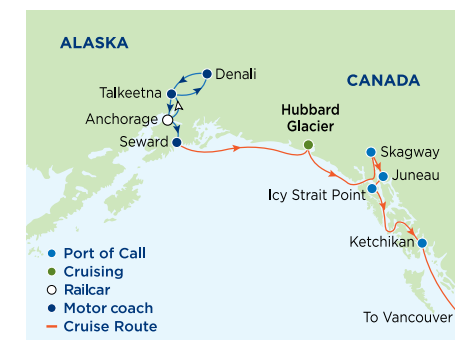 ALASKA
Denali
CANADA
Talkeetna
Hubbard
Glacier
Anchorage
Seward
Skagway
Juneau
Icy Strait Point
Ketchikan
Port of Call
Cruising
Railcar
Motor coach
Cruise Route
To Vancouver